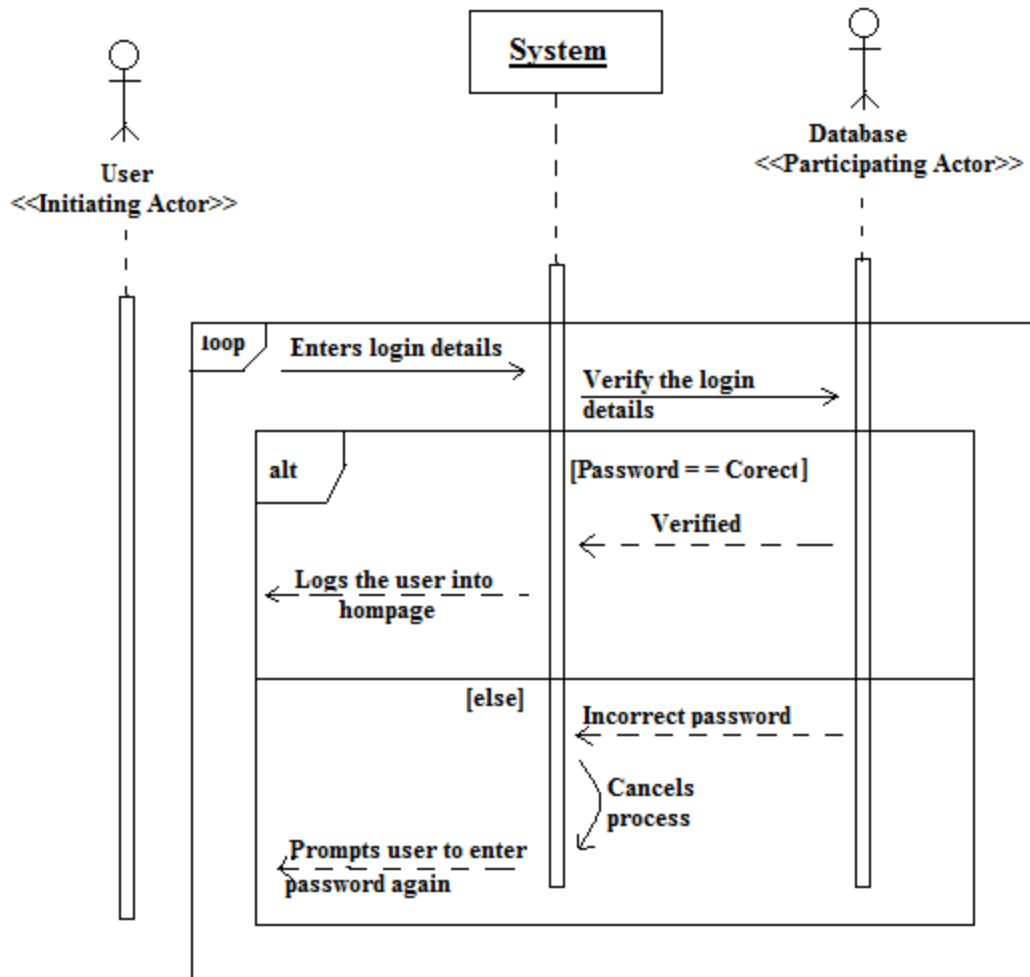 System
Database
<<Participating Actor>>
User
<<Initiating Actor>>
loop
Enters login details
Verify the login
details
alt
[Password == Corect]
Verified
Logs the user into
hompage
[else]
Incorrect password
Cancels
process
Prompts user to enter
password again